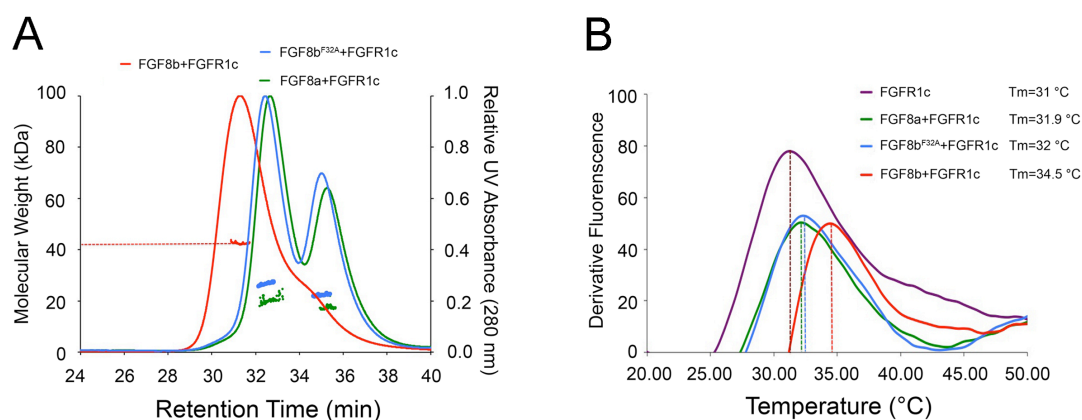 A
FGF8b+FGFR1c
FGF8bF32A+FGFR1c
FGF8a+FGFR1c
Molecular Weight (kDa)
100
80
60
40
20
0
1.0
0.8
0.6
0.4
0.2
0.0
Relative UV Absorbance (280 nm)
24 26 28 30 32 34 36 38 40
Retention Time (min)
B
FGFR1c Tm=31 °C
FGF8a+FGFR1c Tm=31.9 °C
FGF8bF32A+FGFR1c Tm=32 °C
FGF8b+FGFR1c Tm=34.5 °C
Derivative Fluorenscence
100
80
60
40
20
0
20.00 25.00 30.00 35.00 40.00 45.00 50.00
Temperature (°C)